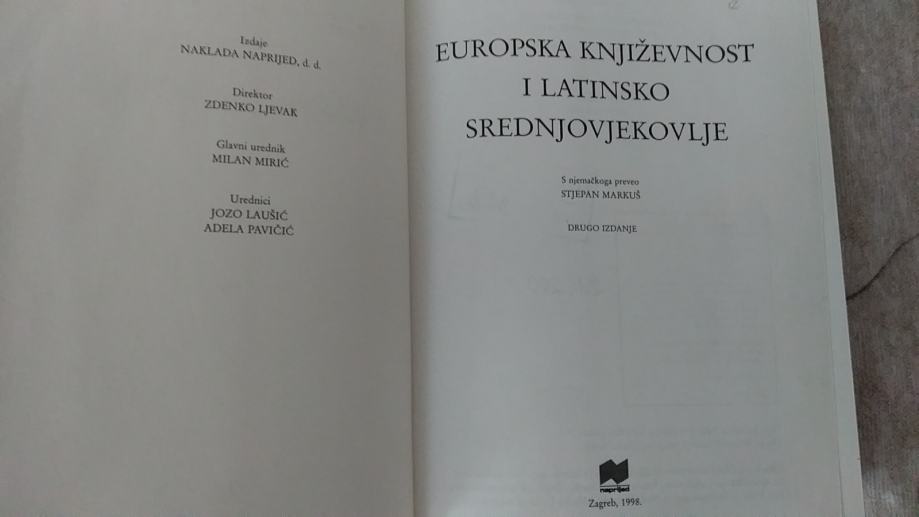 Izdaje
NAKLADA NAPRIJED, d. d.
Direktor
ZDENKO LJEVAK
Glavni urednik
MILAN MIRIĆ
Urednici
JOZO LAUŠIĆ
ADELA PAVIČIĆ
EUROPSKA KNJIŽEVNOST
I LATINSKO
SREDNJOVJEKOVLJE
S njemačkoga preveo
STJEPAN MARKUŠ
DRUGO IZDANJE
naprijed
Zagreb, 1998.